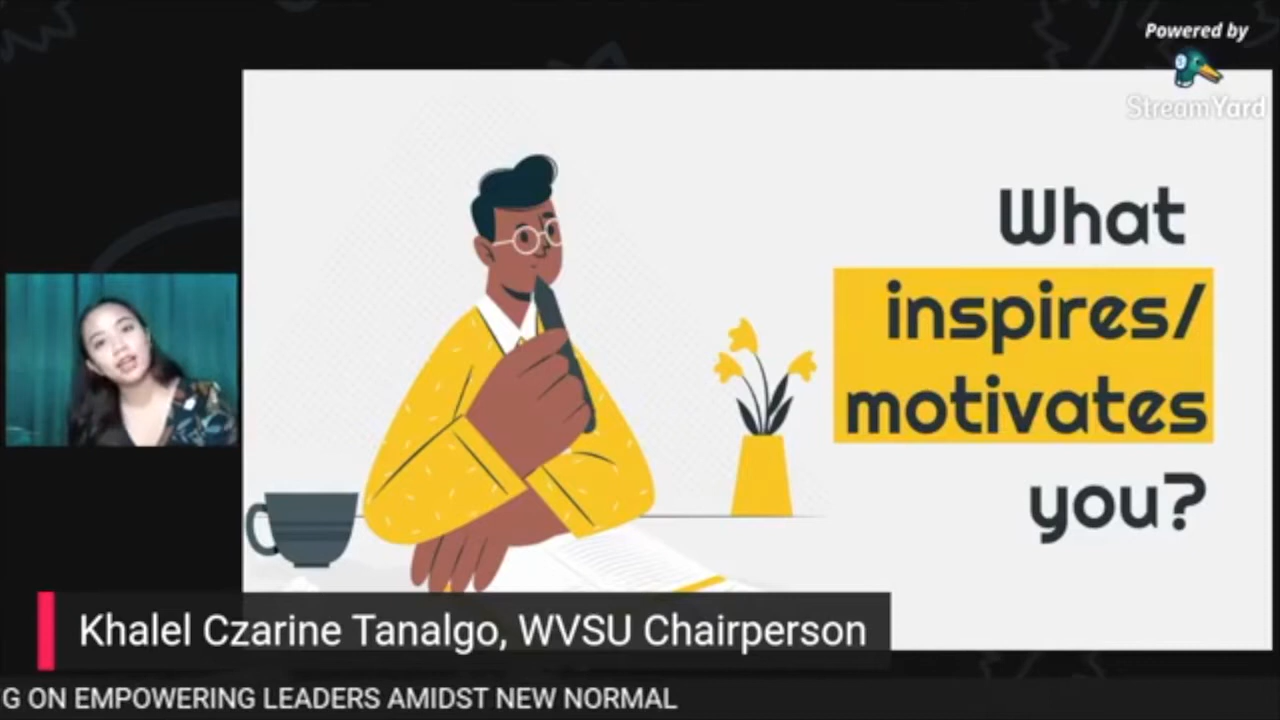 Powered by
StreamYard
What
inspires/
motivates
you?
Khalel Czarine Tanalgo, WVSU Chairperson
G ON EMPOWERING LEADERS AMIDST NEW NORMAL